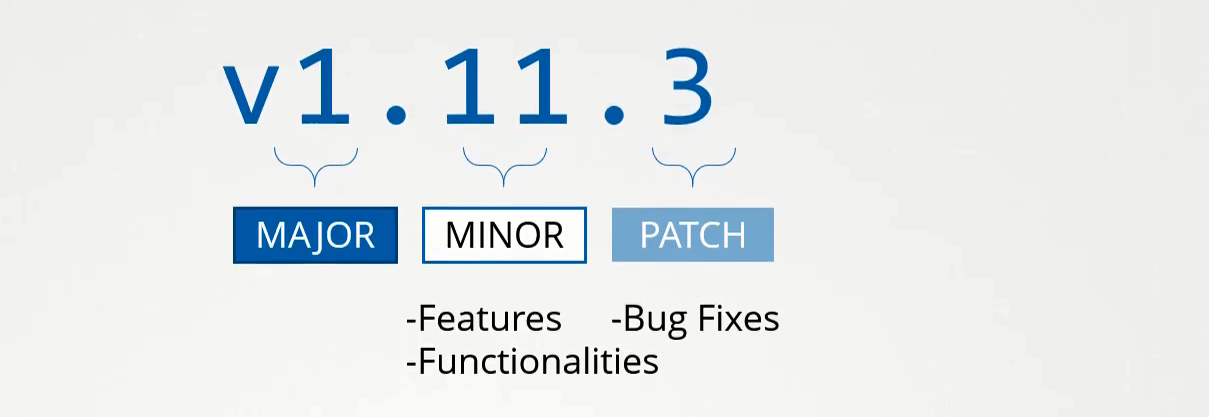 v1.11.3
MAJOR MINOR PATCH
-Features -Bug Fixes
-Functionalities